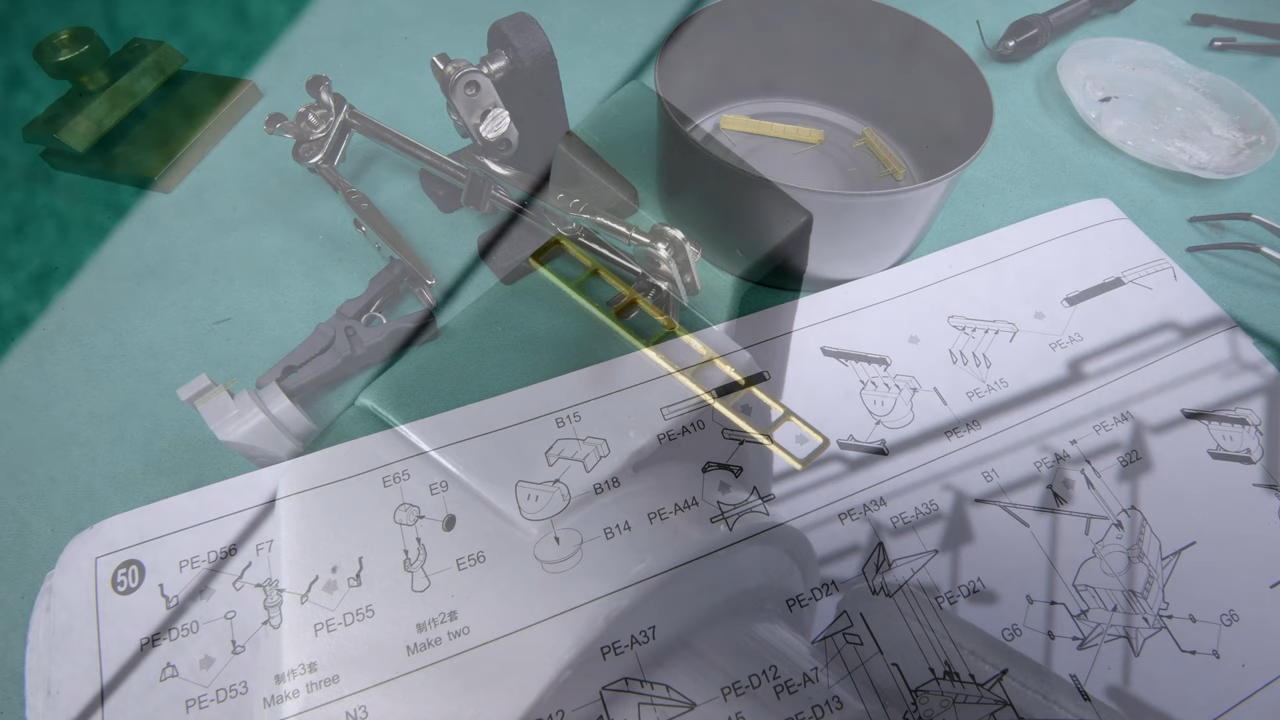 PE-A3
PE-A15
PE-A9
PE-A10
B15
B18
PE-A44
B14
E65
E9
E56
制作2套
Make two
50
PE-D56
F7
PE-D50
PE-D55
PE-D53
制作3套
Make three
N3
PE-A41
PE-A4
B22
B1
PE-A34
PE-A35
PE-D21
PE-D21
G6
G6
PE-A37
PE-D12
PE-A7
PE-D13